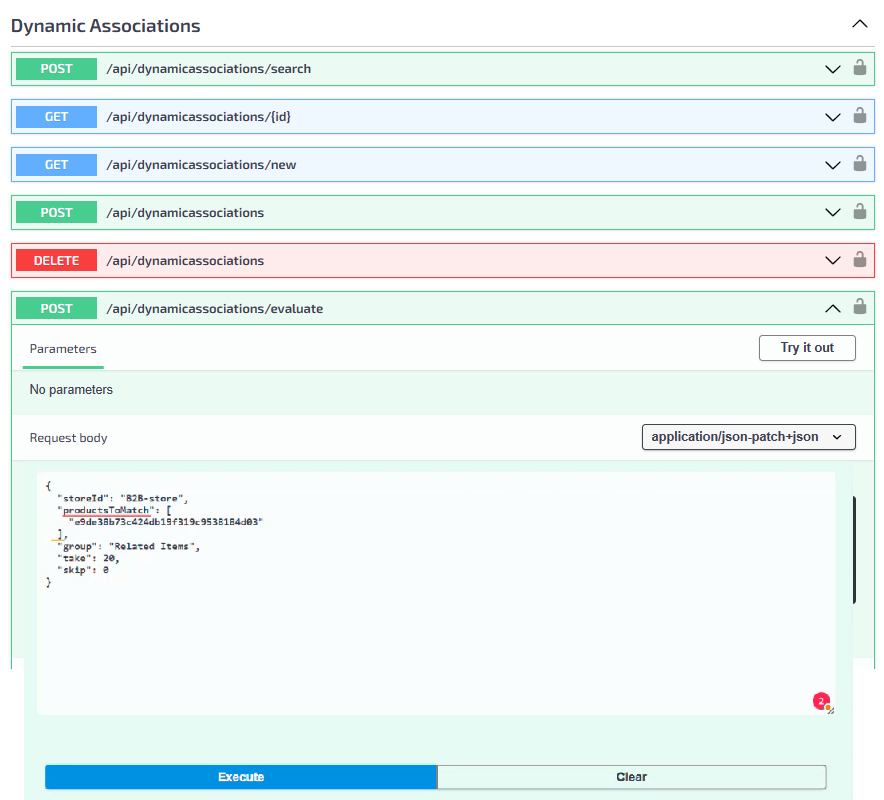 Dynamic Associations
POST /api/dynamicassociations/search
GET /api/dynamicassociations/{id}
GET /api/dynamicassociations/new
POST /api/dynamicassociations
DELETE /api/dynamicassociations
POST /api/dynamicassociations/evaluate
Parameters
Try it out
No parameters
Request body
application/json-patch+json
{
"storeId": "B2B-store",
"productsToMatch": [
],
"group": "Related Items",
"take": 20,
"skip": 0
}
2
Execute
Clear